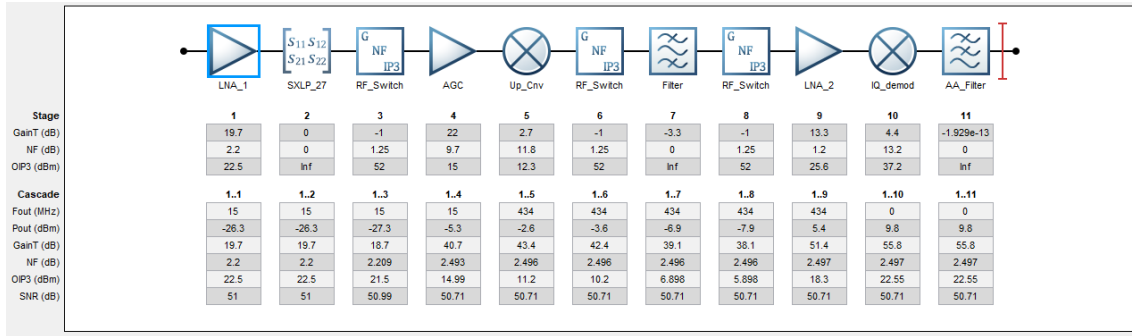 S11 S12 G G G
S21 S22 NF NF NF
IP3 IP3 IP3
LNA_1 SXLP_27 RF_Switch AGC Up_Cnv RF_Switch Filter RF_Switch LNA_2 IQ_demod AA_Filter
Stage 1 2 3 4 5 6 7 8 9 10 11
GainT (dB) 19.7 0 -1 22 2.7 -1 -3.3 -1 13.3 4.4 -1.929e-13
NF (dB) 2.2 0 1.25 9.7 11.8 1.25 0 1.25 1.2 13.2 0
OIP3 (dBm) 22.5 Inf 52 15 12.3 52 Inf 52 25.6 37.2 Inf
Cascade 1..1 1..2 1..3 1..4 1..5 1..6 1..7 1..8 1..9 1..10 1..11
Fout (MHz) 15 15 15 15 434 434 434 434 434 0 0
Pout (dBm) -26.3 -26.3 -27.3 -5.3 -2.6 -3.6 -6.9 -7.9 5.4 9.8 9.8
GainT (dB) 19.7 19.7 18.7 40.7 43.4 42.4 39.1 38.1 51.4 55.8 55.8
NF (dB) 2.2 2.2 2.209 2.493 2.496 2.496 2.496 2.496 2.497 2.497 2.497
OIP3 (dBm) 22.5 22.5 21.5 14.99 11.2 10.2 6.898 5.898 18.3 22.55 22.55
SNR (dB) 51 51 50.99 50.71 50.71 50.71 50.71 50.71 50.71 50.71 50.71